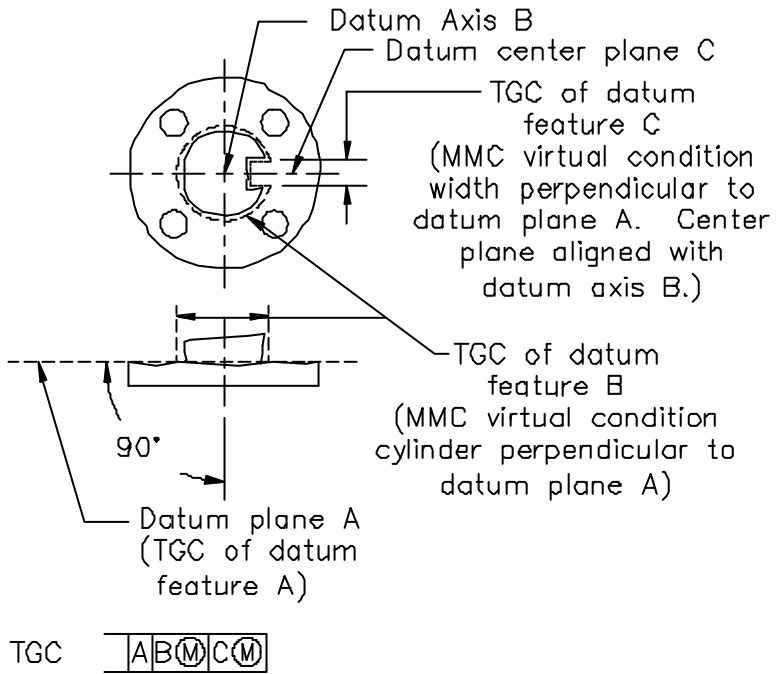 Datum Axis B
Datum center plane C
TGC of datum
feature C
(MMC virtual condition
width perpendicular to
datum plane A. Center
plane aligned with
datum axis B.)
TGC of datum
feature B
(MMC virtual condition
cylinder perpendicular to
datum plane A)
90°
Datum plane A
(TGC of datum
feature A)
TGC A B Ⓜ C Ⓜ